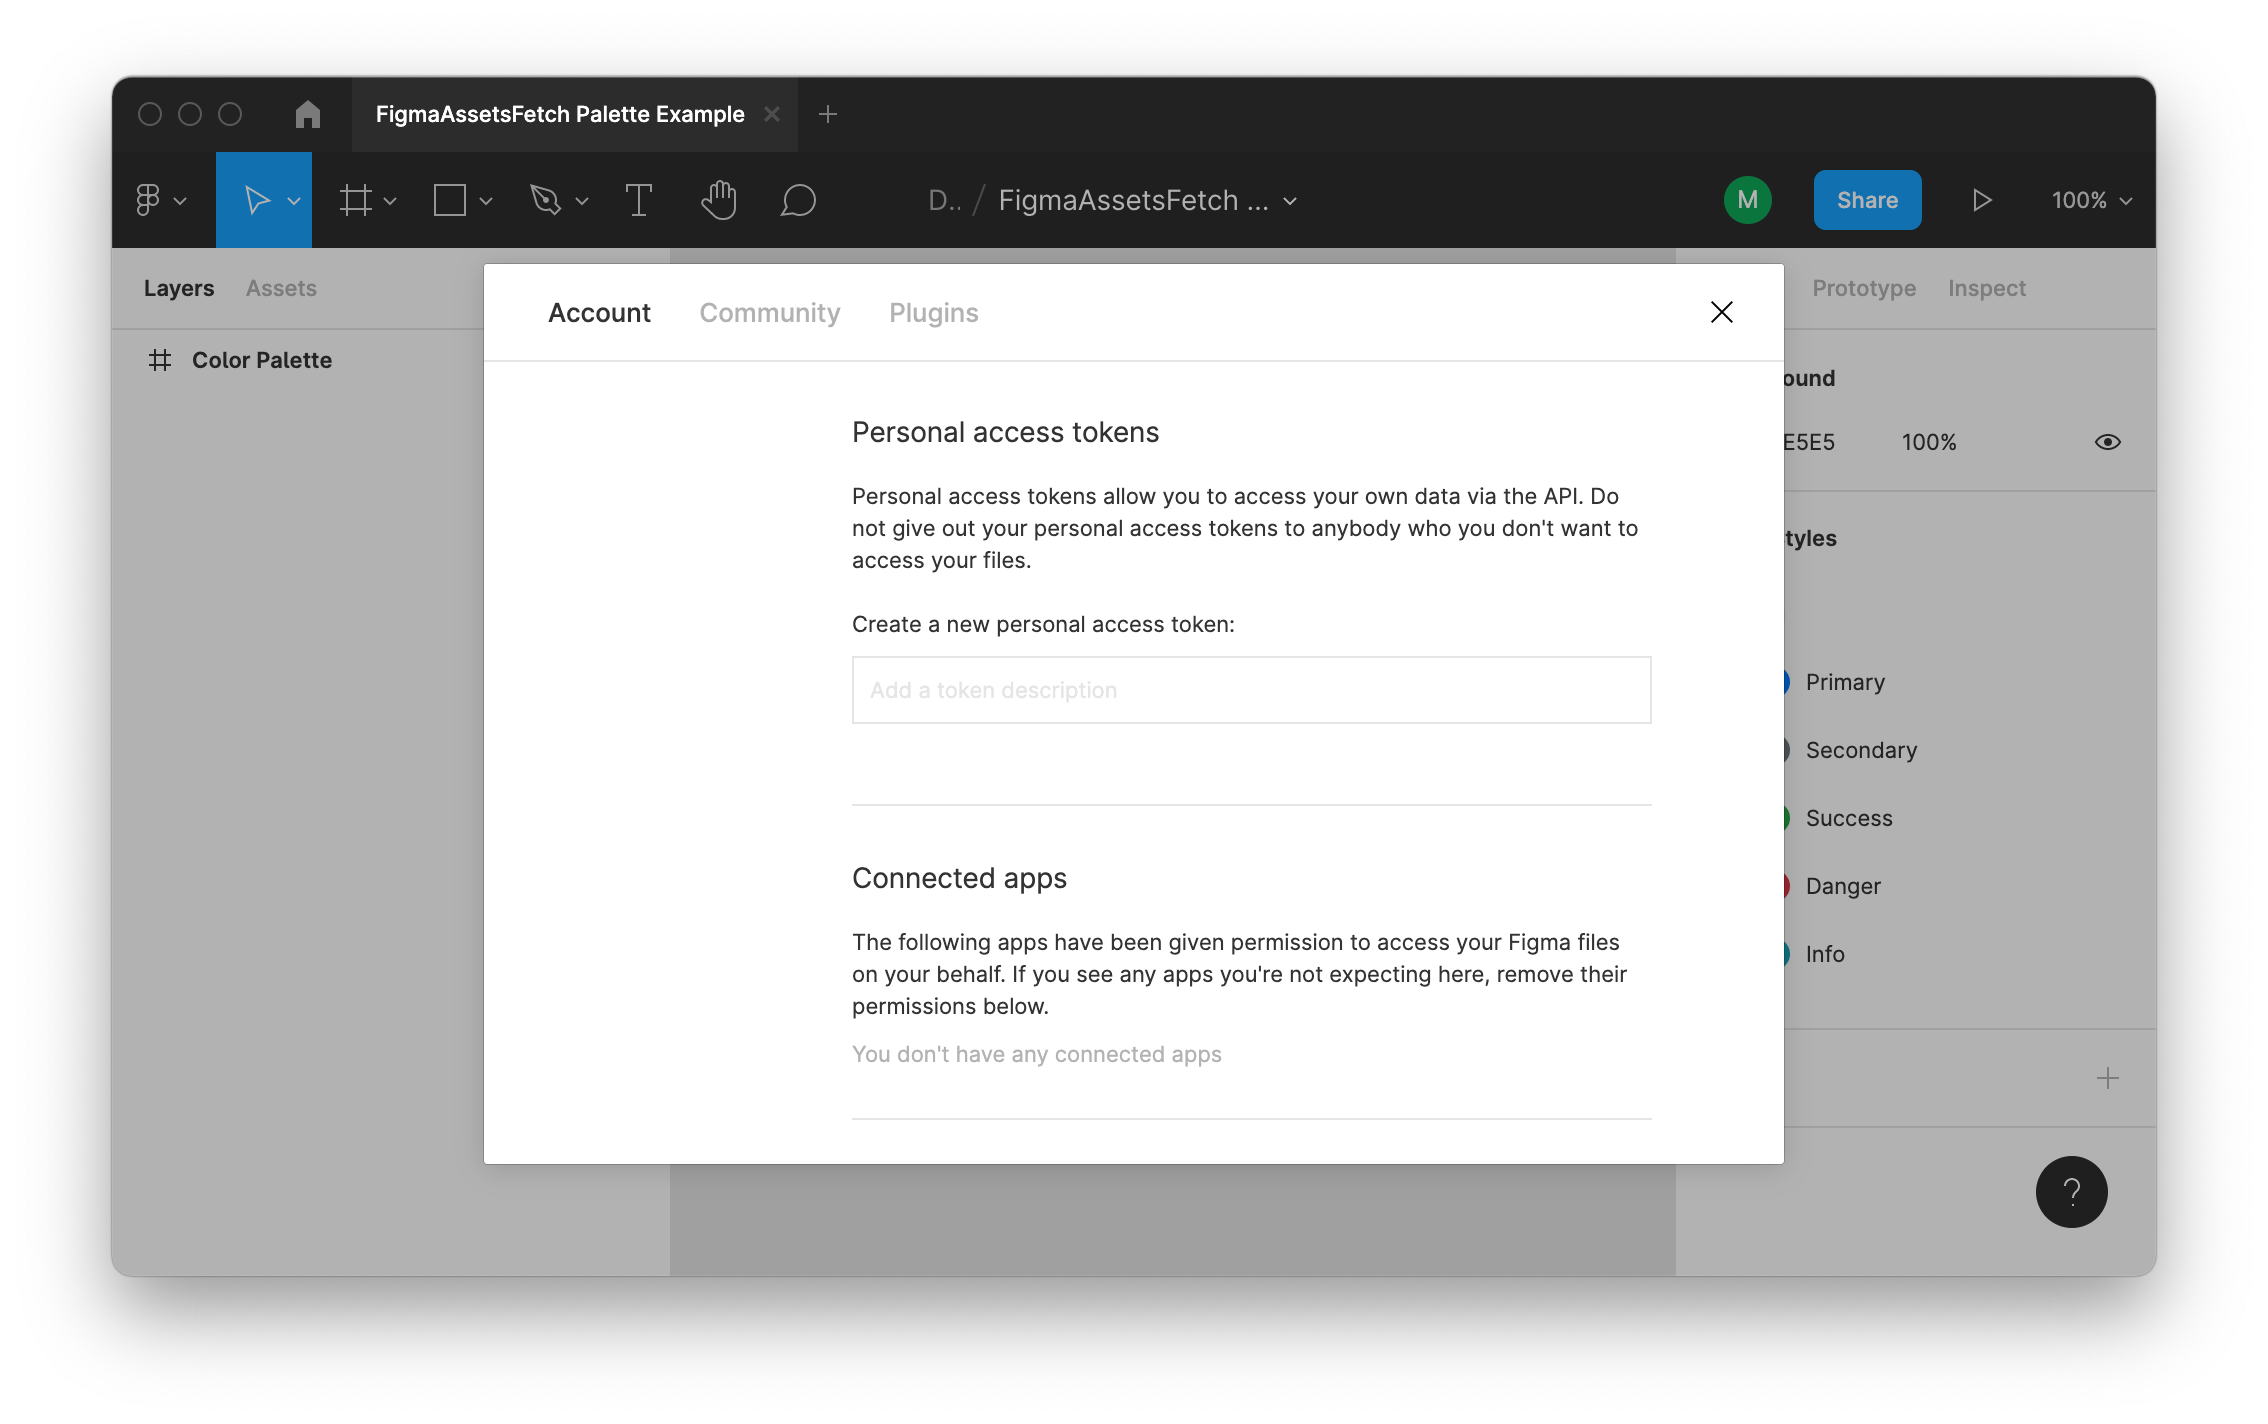 FigmaAssetsFetch Palette Example
D.. / FigmaAssetsFetch ...
M
Share
100%
Layers
Assets
Color Palette
Account
Community
Plugins
Personal access tokens
Personal access tokens allow you to access your own data via the API. Do
not give out your personal access tokens to anybody who you don't want to
access your files.
Create a new personal access token:
Add a token description
Connected apps
The following apps have been given permission to access your Figma files
on your behalf. If you see any apps you're not expecting here, remove their
permissions below.
You don't have any connected apps
Prototype
Inspect
ound
E5E5
100%
tyles
Primary
Secondary
Success
Danger
Info
?